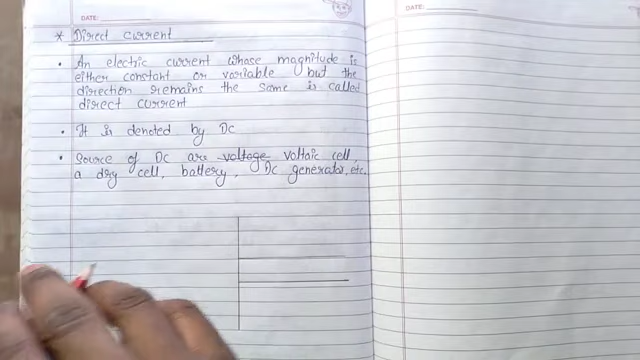 DATE:
DATE:
* Direct current
• An electric current whose magnitude is
either constant or variable but the
direction remains the same is called
direct current
• It is denoted by DC
• Source of DC are voltage voltaic cell,
a dry cell, battery, DC generator, etc.